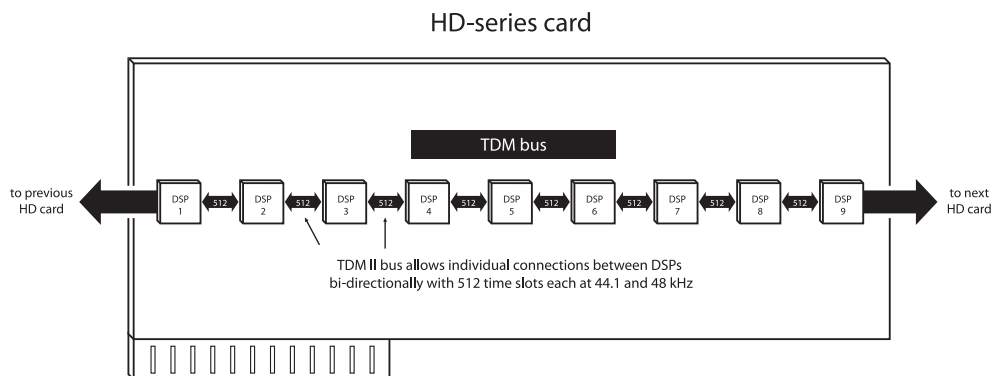 HD-series card
TDM bus
to previous
HD card
DSP
1
512
DSP
2
512
DSP
3
512
DSP
4
512
DSP
5
512
DSP
6
512
DSP
7
512
DSP
8
512
DSP
9
to next
HD card
TDM II bus allows individual connections between DSPs
bi-directionally with 512 time slots each at 44.1 and 48 kHz